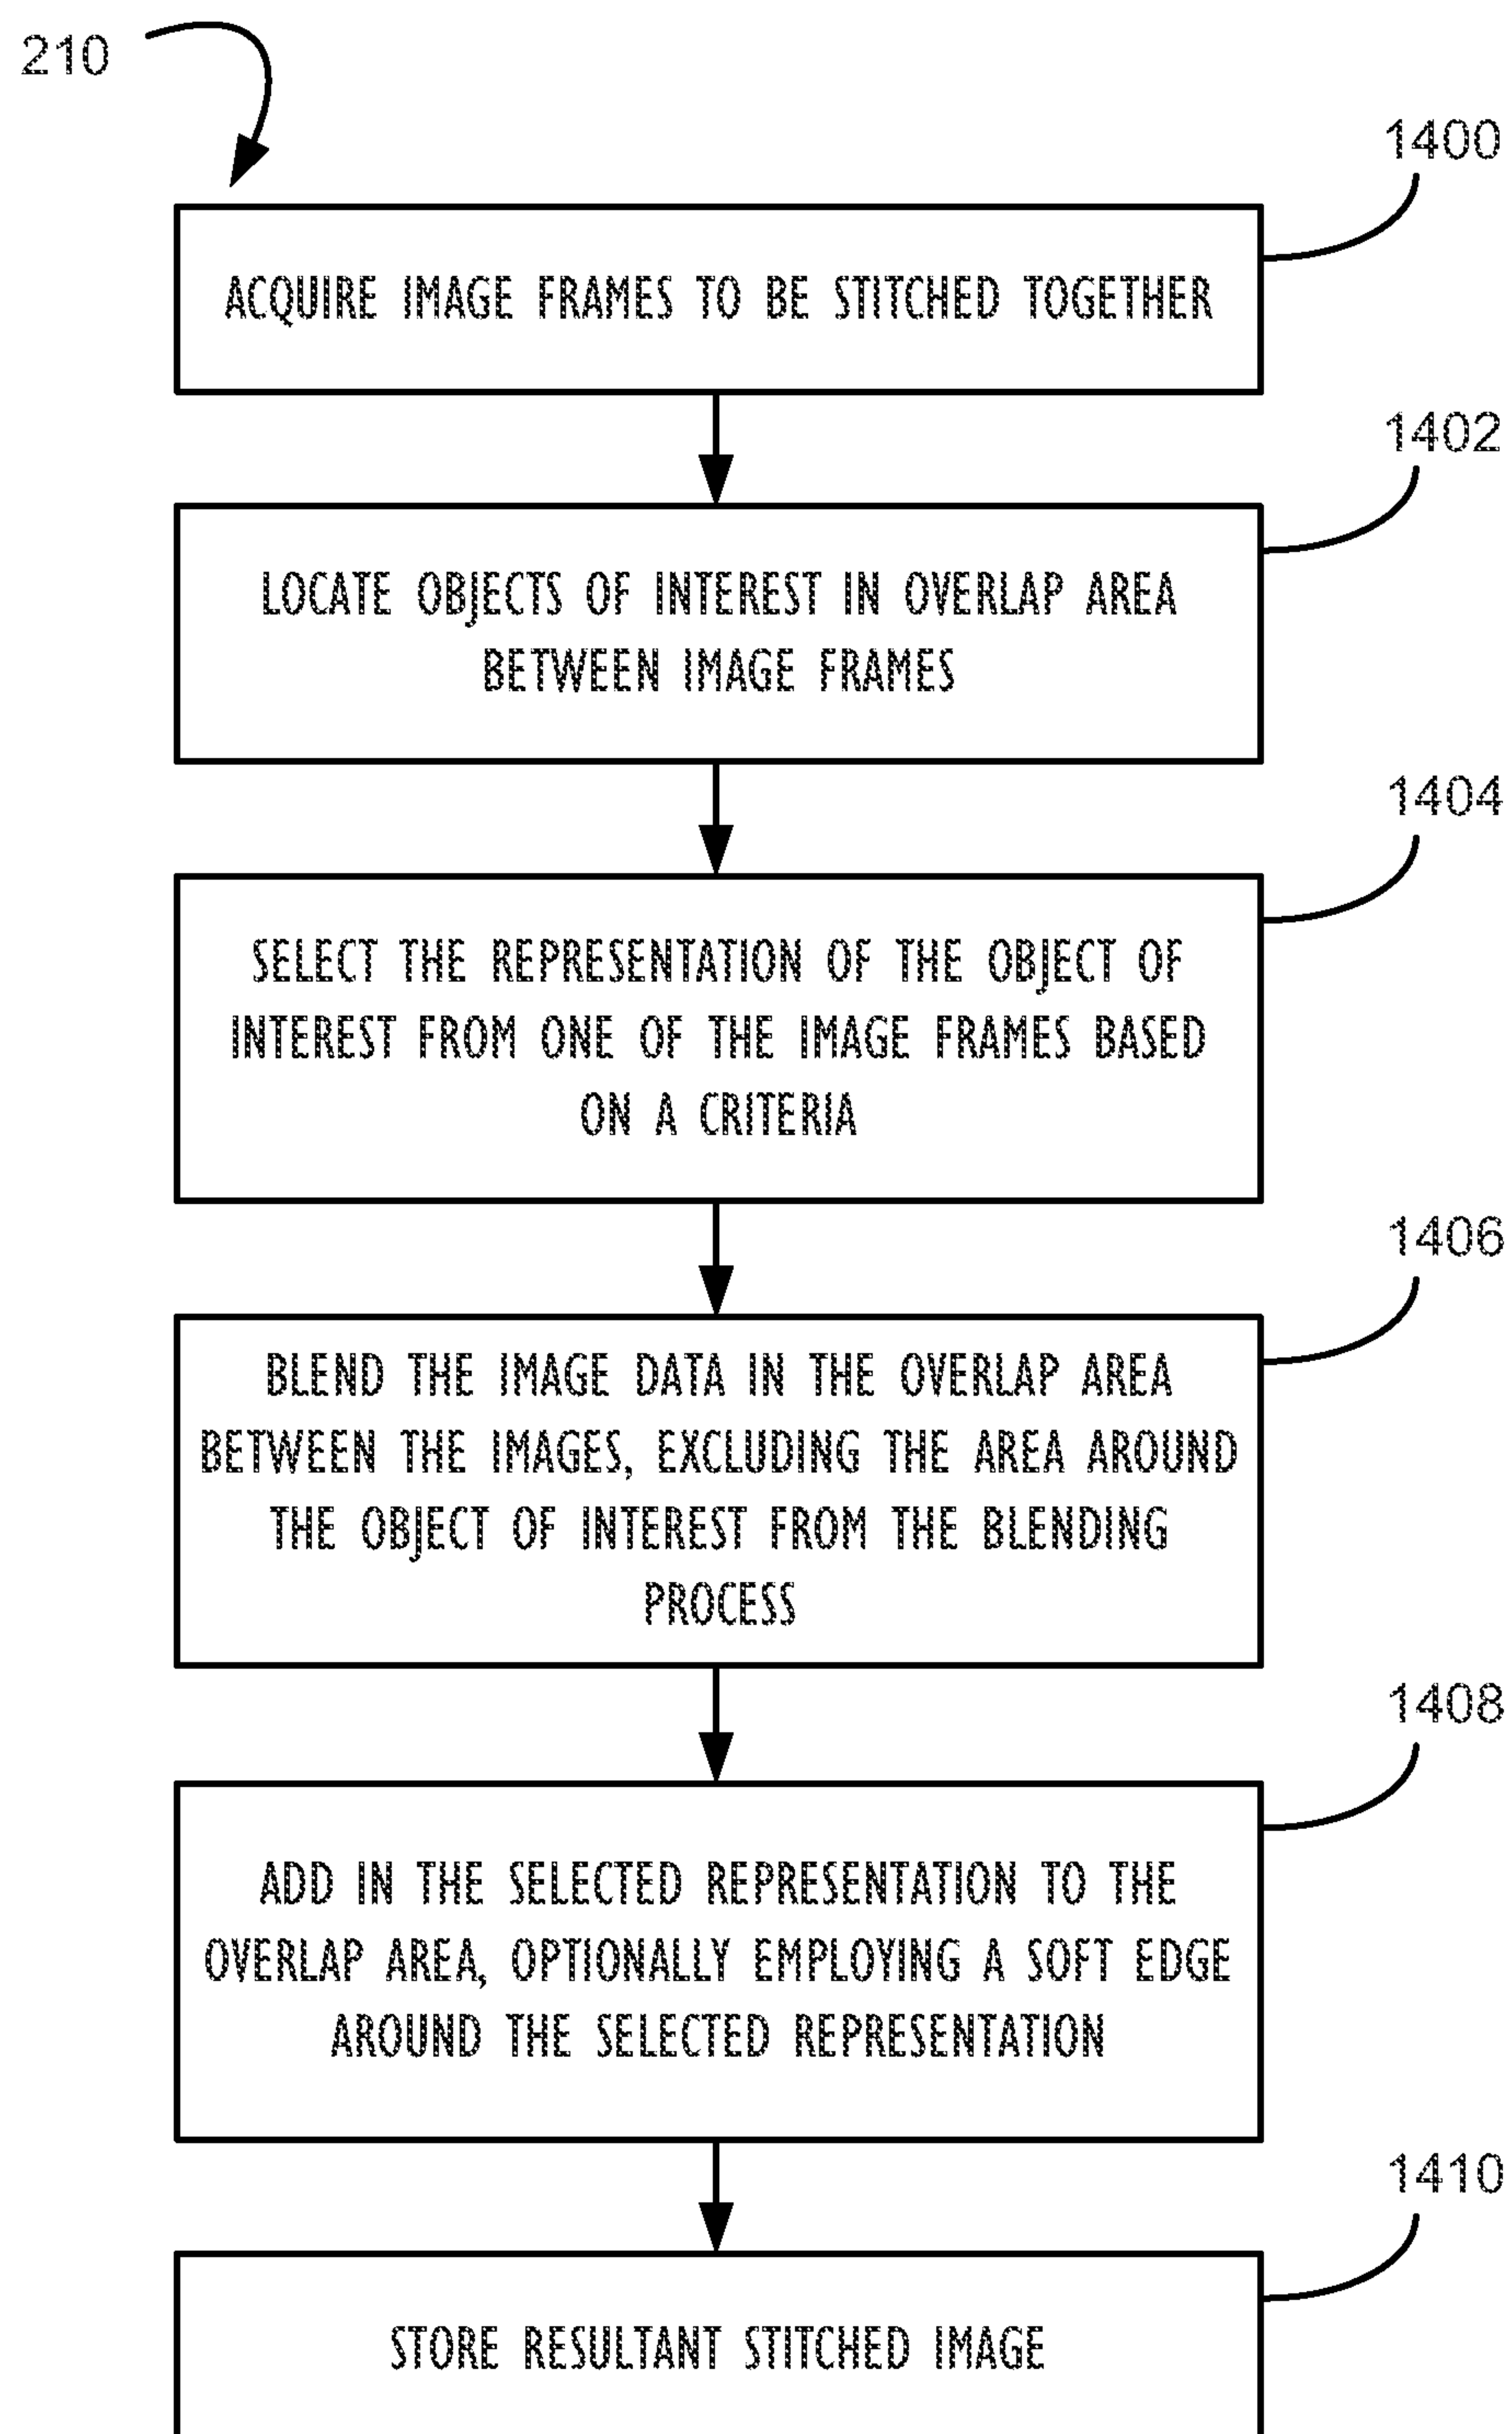 210
1400
ACQUIRE IMAGE FRAMES TO BE STITCHED TOGETHER
1402
LOCATE OBJECTS OF INTEREST IN OVERLAP AREA
BETWEEN IMAGE FRAMES
1404
SELECT THE REPRESENTATION OF THE OBJECT OF
INTEREST FROM ONE OF THE IMAGE FRAMES BASED
ON A CRITERIA
1406
BLEND THE IMAGE DATA IN THE OVERLAP AREA
BETWEEN THE IMAGES, EXCLUDING THE AREA AROUND
THE OBJECT OF INTEREST FROM THE BLENDING
PROCESS
1408
ADD IN THE SELECTED REPRESENTATION TO THE
OVERLAP AREA, OPTIONALLY EMPLOYING A SOFT EDGE
AROUND THE SELECTED REPRESENTATION
1410
STORE RESULTANT STITCHED IMAGE